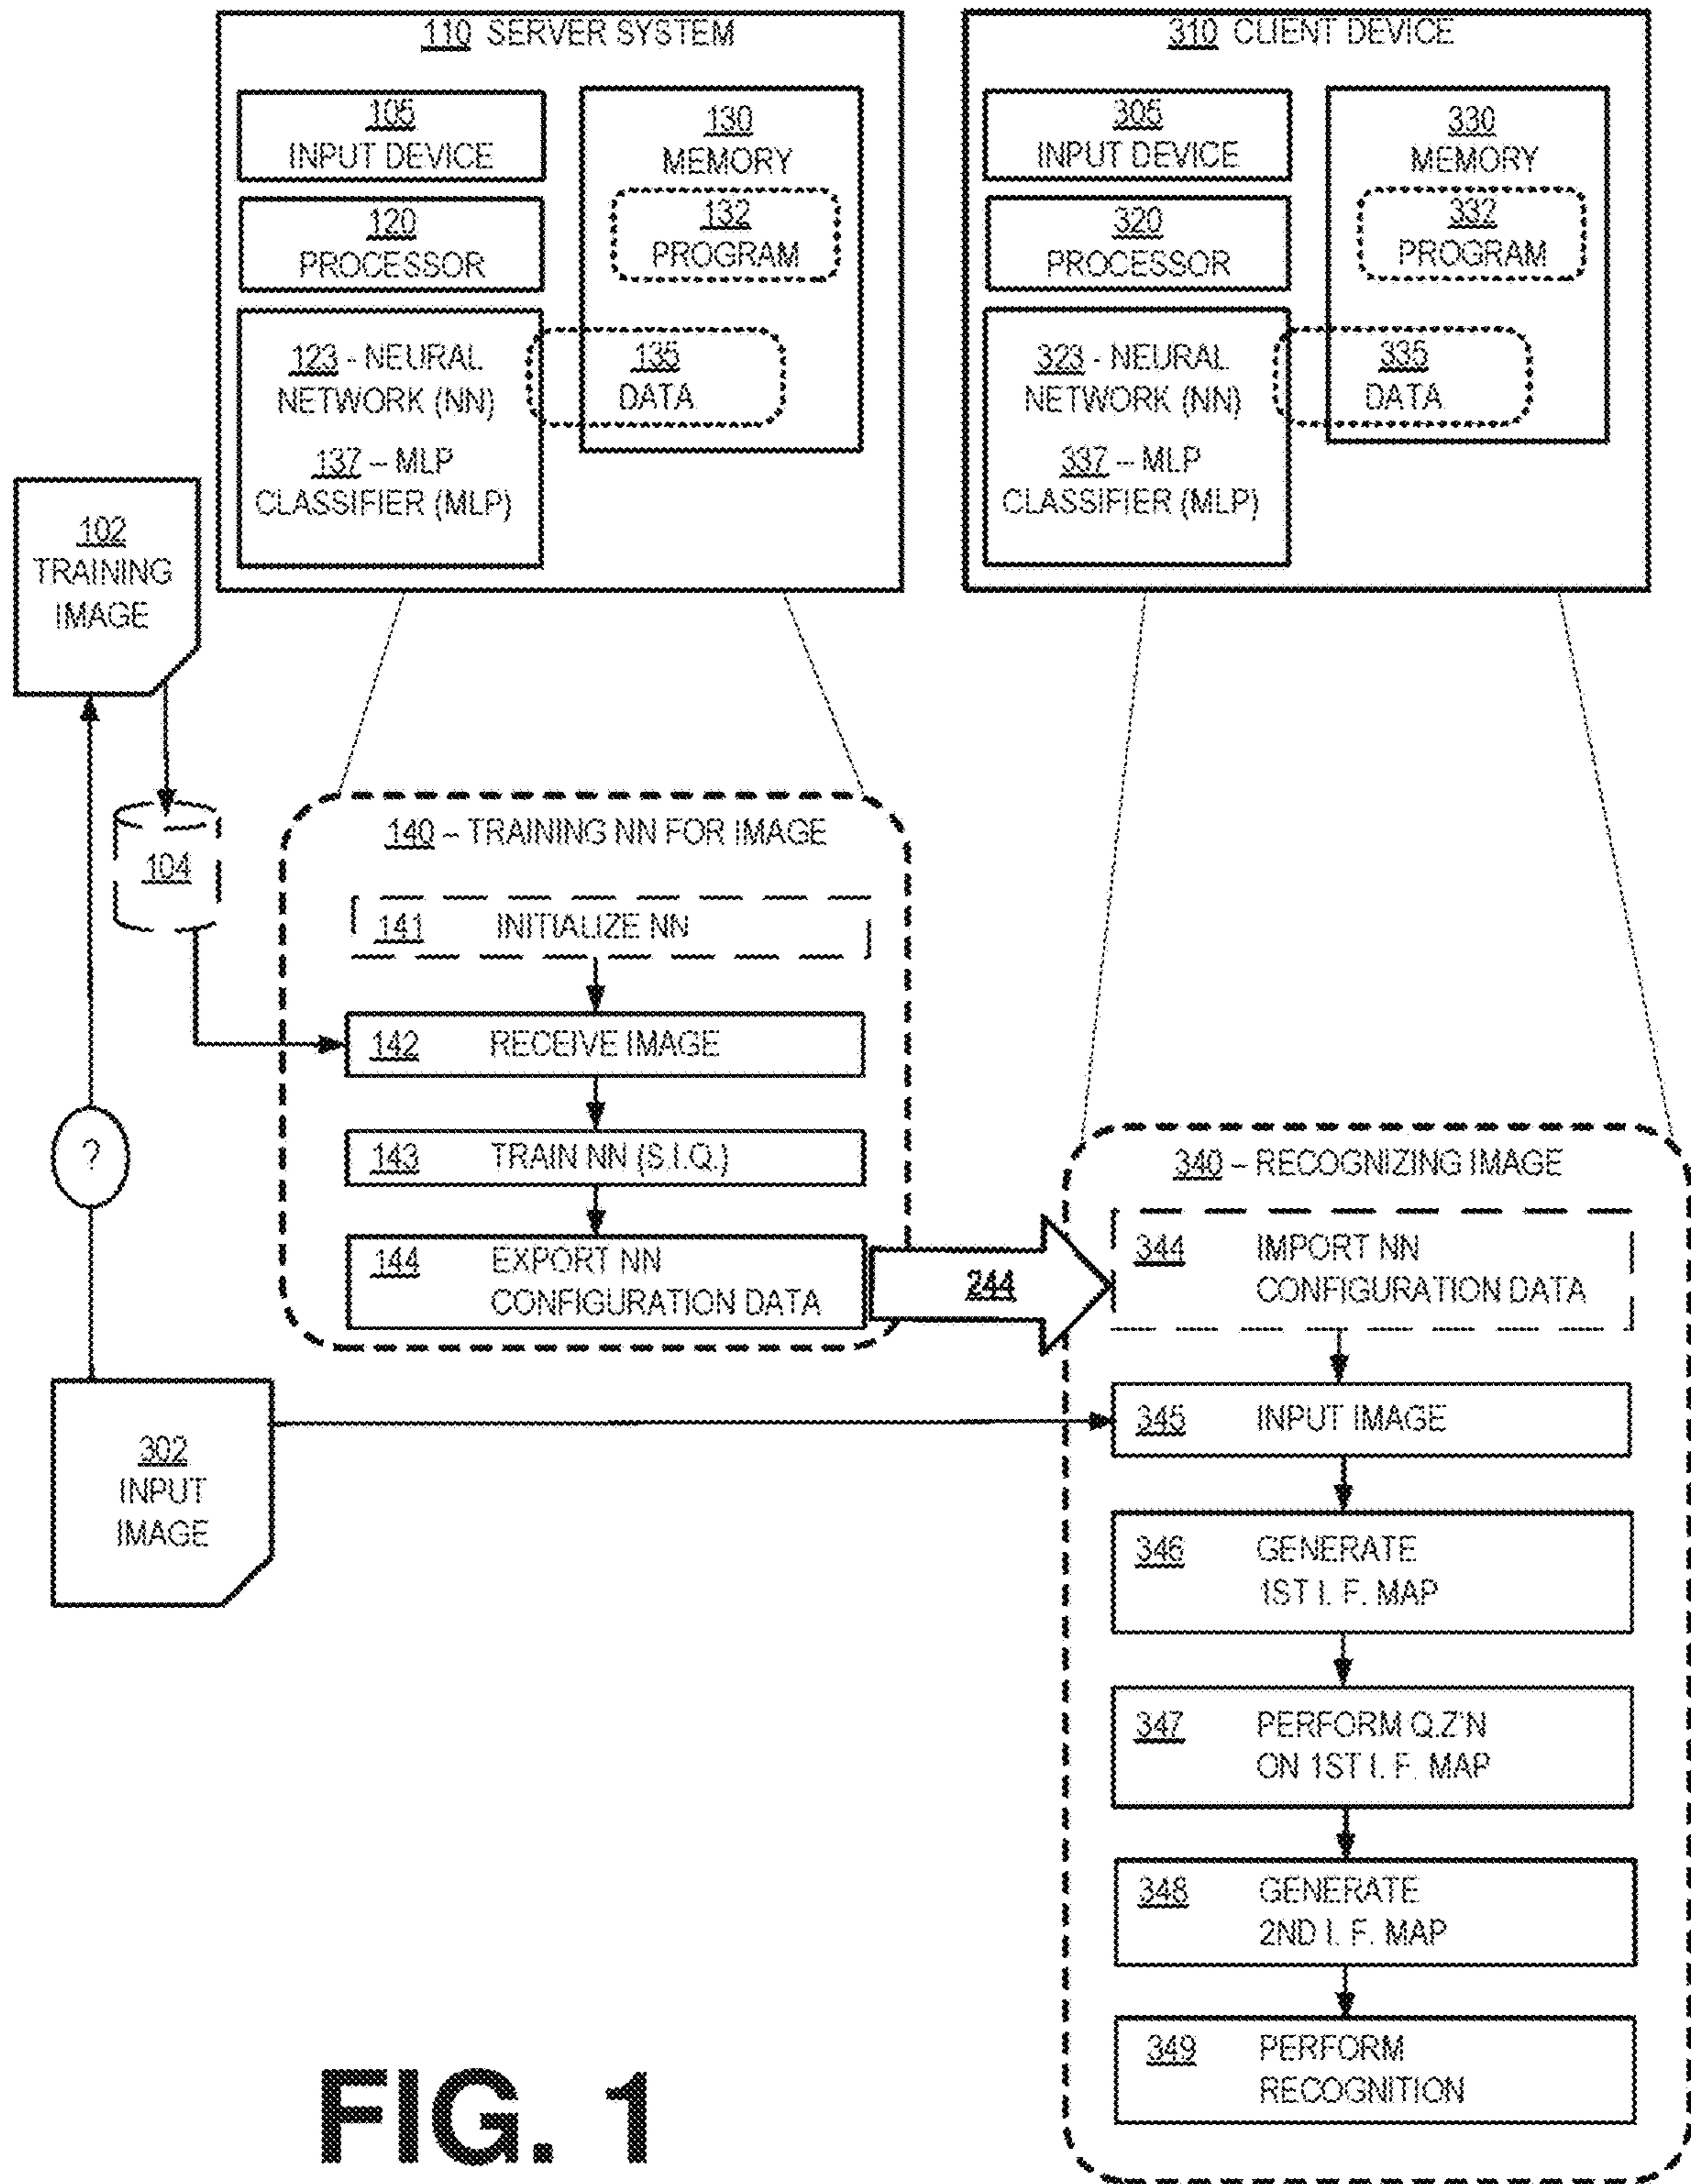 110 SERVER SYSTEM
105
INPUT DEVICE
120
PROCESSOR
123 - NEURAL
NETWORK (NN)
137 – MLP
CLASSIFIER (MLP)
130
MEMORY
132
PROGRAM
135
DATA
310 CLIENT DEVICE
305
INPUT DEVICE
320
PROCESSOR
323 - NEURAL
NETWORK (NN)
337 – MLP
CLASSIFIER (MLP)
330
MEMORY
332
PROGRAM
335
DATA
102
TRAINING
IMAGE
104
?
302
INPUT
IMAGE
140 – TRAINING NN FOR IMAGE
141 INITIALIZE NN
142 RECEIVE IMAGE
143 TRAIN NN (S.I.Q.)
144 EXPORT NN
CONFIGURATION DATA
244
340 – RECOGNIZING IMAGE
344 IMPORT NN
CONFIGURATION DATA
345 INPUT IMAGE
346 GENERATE
1ST I. F. MAP
347 PERFORM Q.Z'N
ON 1ST I. F. MAP
348 GENERATE
2ND I. F. MAP
349 PERFORM
RECOGNITION
FIG. 1